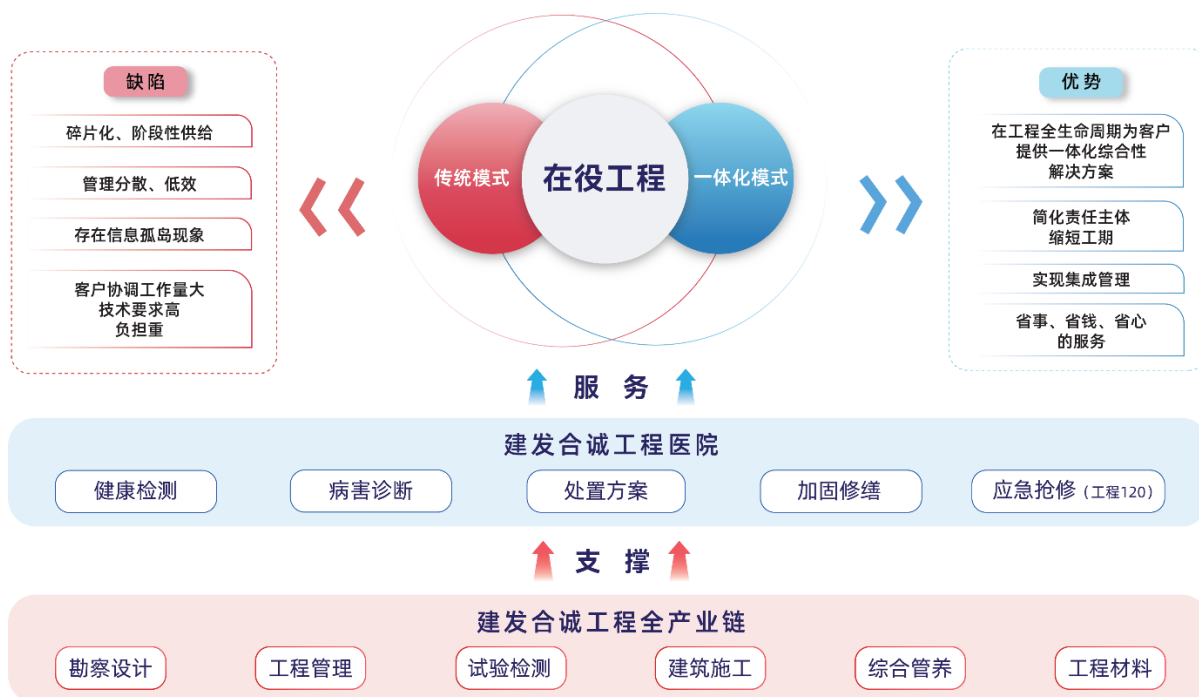 缺陷
碎片化、阶段性供给
管理分散、低效
存在信息孤岛现象
客户协调工作量大
技术要求高
负担重
传统模式
在役工程
一体化模式
优势
在工程全生命周期为客户
提供一体化综合性
解决方案
简化责任主体
缩短工期
实现集成管理
省事、省钱、省心
的服务
服 务
建发合诚工程医院
健康检测
病害诊断
处置方案
加固修缮
应急抢修（工程120）
支 撑
建发合诚工程全产业链
勘察设计
工程管理
试验检测
建筑施工
综合管养
工程材料